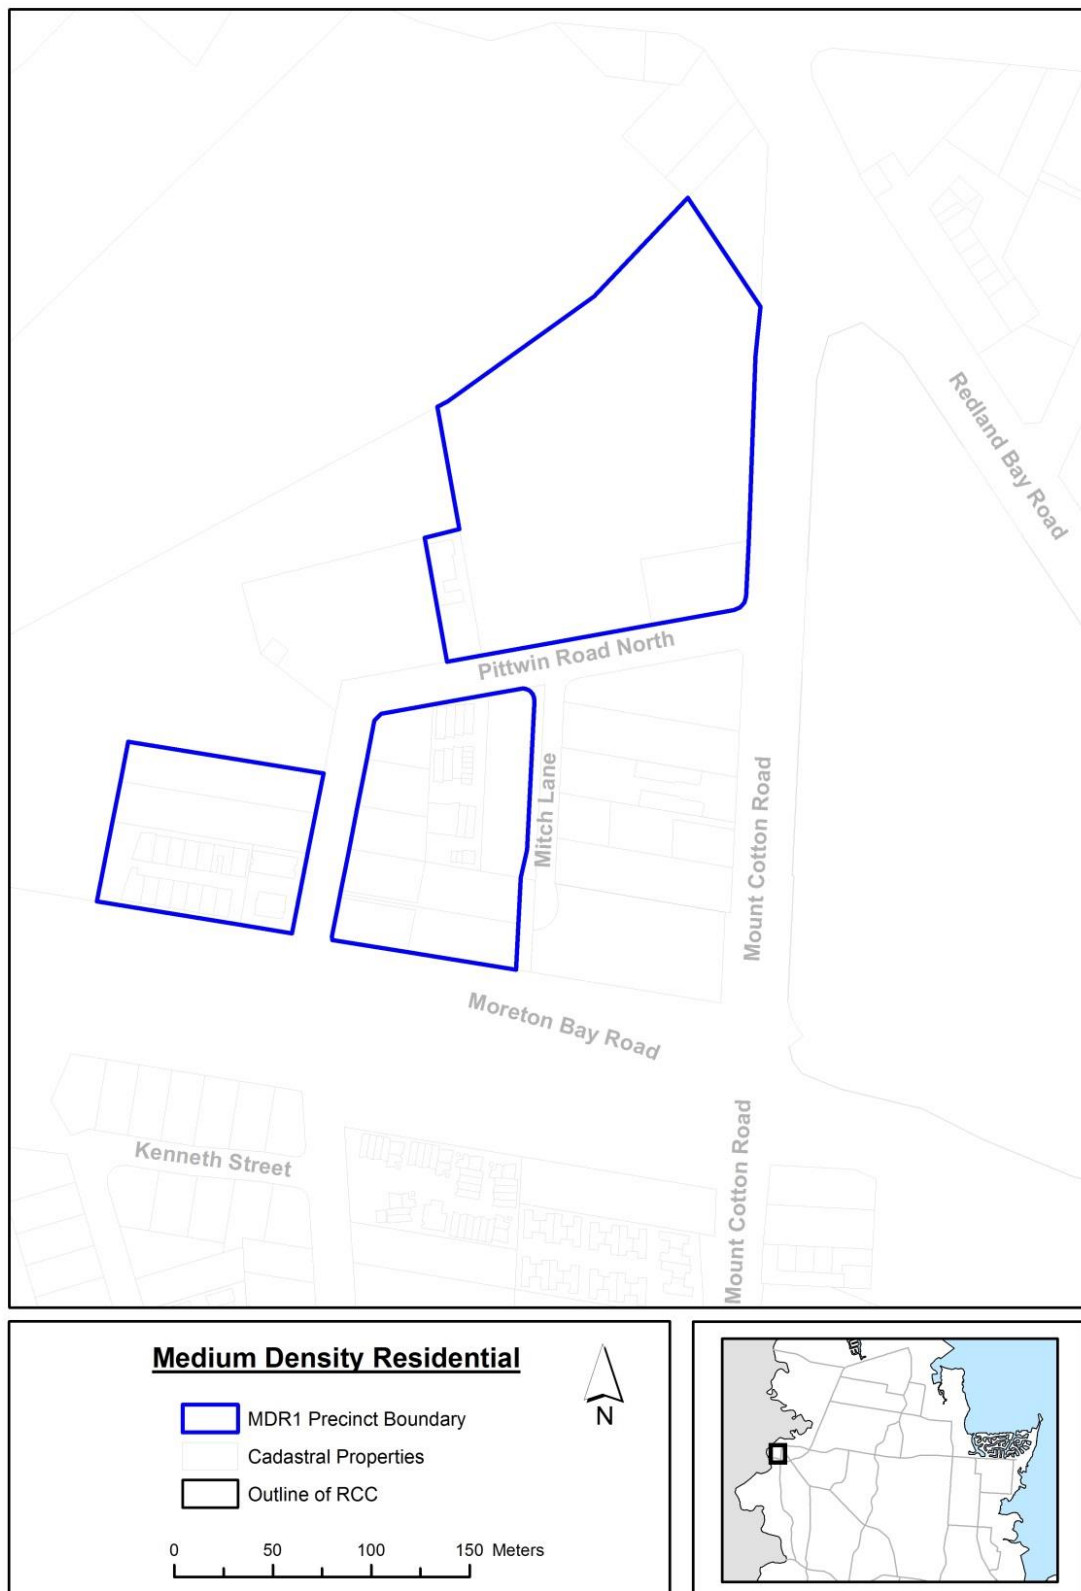 Redland Bay Road
Pittwin Road North
Mitch Lane
Mount Cotton Road
Moreton Bay Road
Kenneth Street
Mount Cotton Road
Medium Density Residential
MDR1 Precinct Boundary
Cadastral Properties
Outline of RCC
N
0 50 100 150 Meters